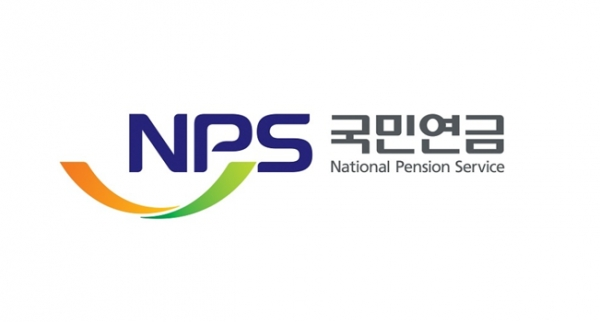 NPS 국민연금
National Pension Service